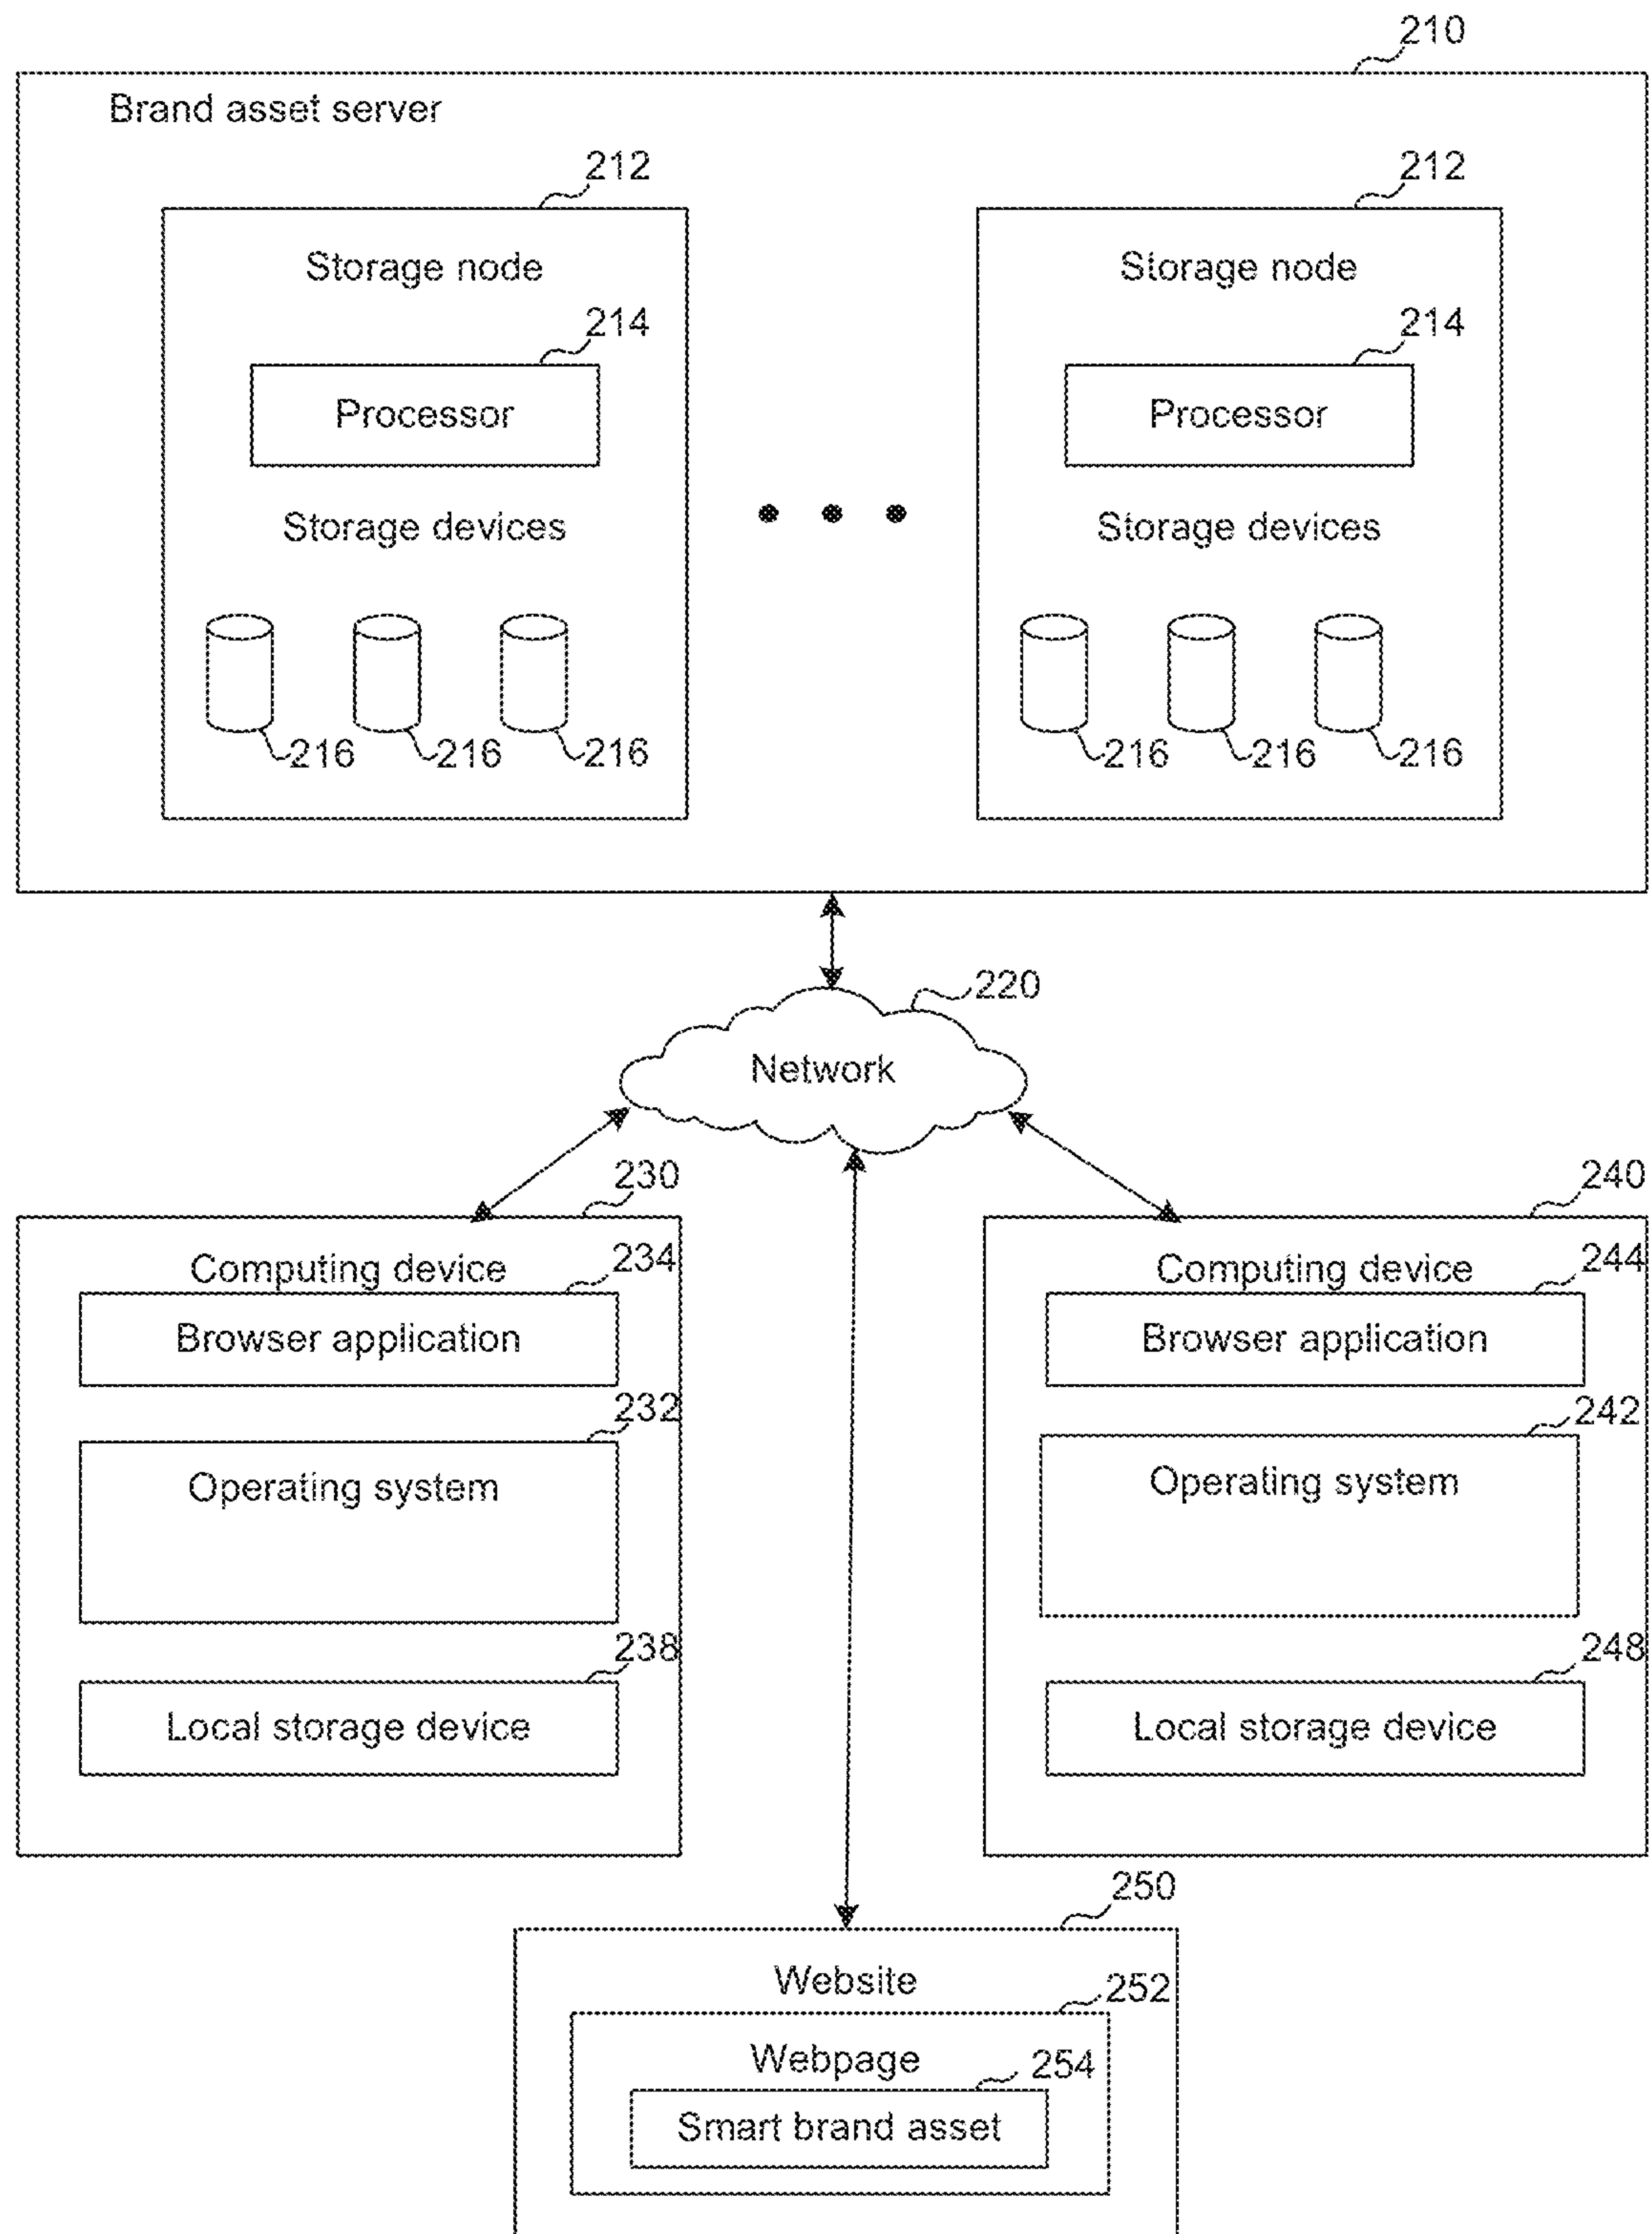 210
Brand asset server
212 212
Storage node Storage node
214 214
Processor Processor
Storage devices Storage devices
216 216 216 216 216 216
220
Network
230 240
Computing device 234 Computing device 244
Browser application Browser application
232 242
Operating system Operating system
238 248
Local storage device Local storage device
250
Website
252
Webpage
254
Smart brand asset